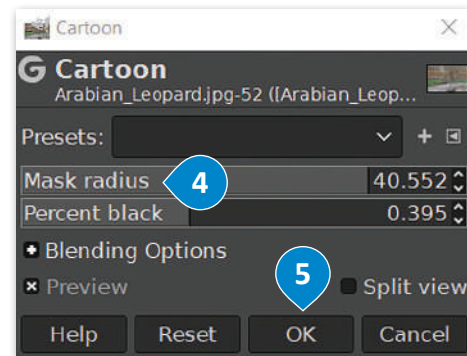 Cartoon
G Cartoon
Arabian_Leopard.jpg-52 ([Arabian_Leop...
Presets:
Mask radius 4 40.552
Percent black 0.395
Blending Options
5
Preview Split view
Help Reset OK Cancel